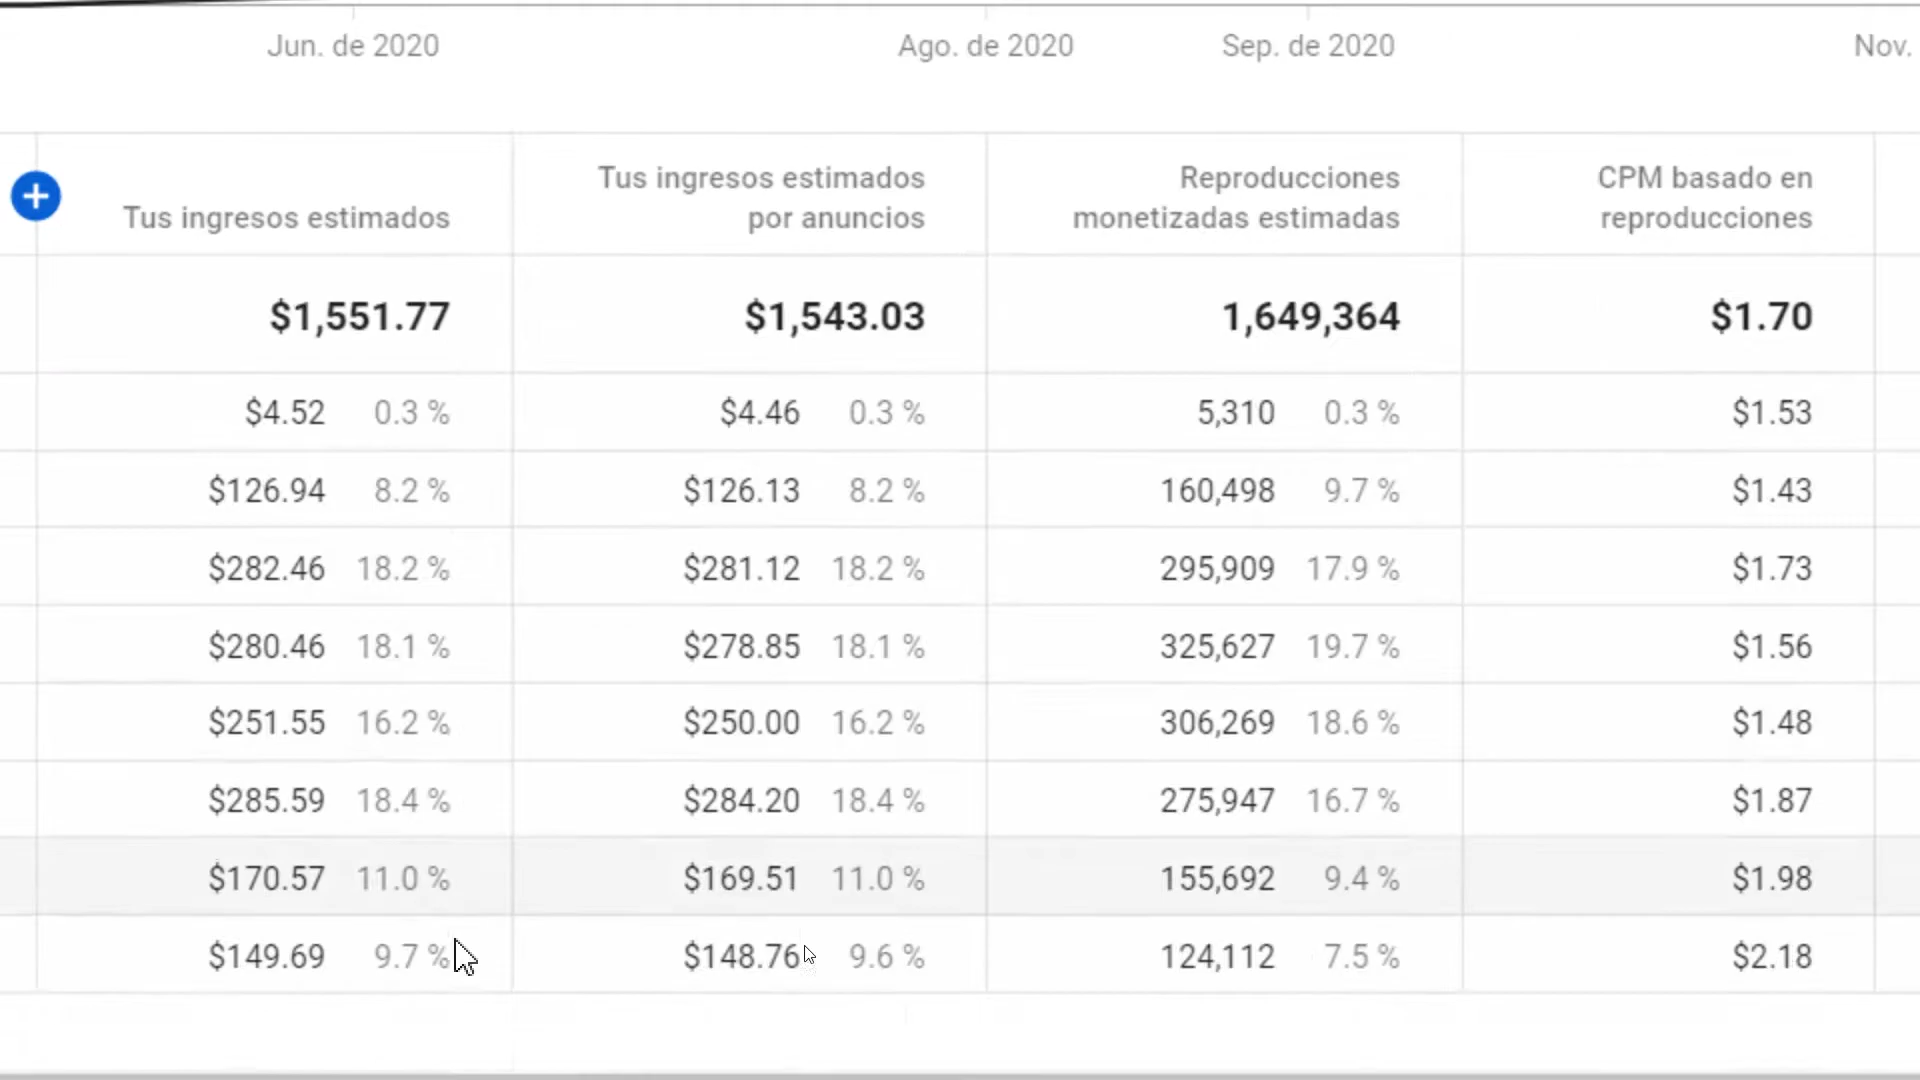 Jun. de 2020 Ago. de 2020 Sep. de 2020 Nov.
Tus ingresos estimados
Tus ingresos estimados
por anuncios
Reproducciones
monetizadas estimadas
CPM basado en
reproducciones
$1,551.77 $1,543.03 1,649,364 $1.70
$4.52 0.3 % $4.46 0.3 % 5,310 0.3 % $1.53
$126.94 8.2 % $126.13 8.2 % 160,498 9.7 % $1.43
$282.46 18.2 % $281.12 18.2 % 295,909 17.9 % $1.73
$280.46 18.1 % $278.85 18.1 % 325,627 19.7 % $1.56
$251.55 16.2 % $250.00 16.2 % 306,269 18.6 % $1.48
$285.59 18.4 % $284.20 18.4 % 275,947 16.7 % $1.87
$170.57 11.0 % $169.51 11.0 % 155,692 9.4 % $1.98
$149.69 9.7 % $148.76 9.6 % 124,112 7.5 % $2.18